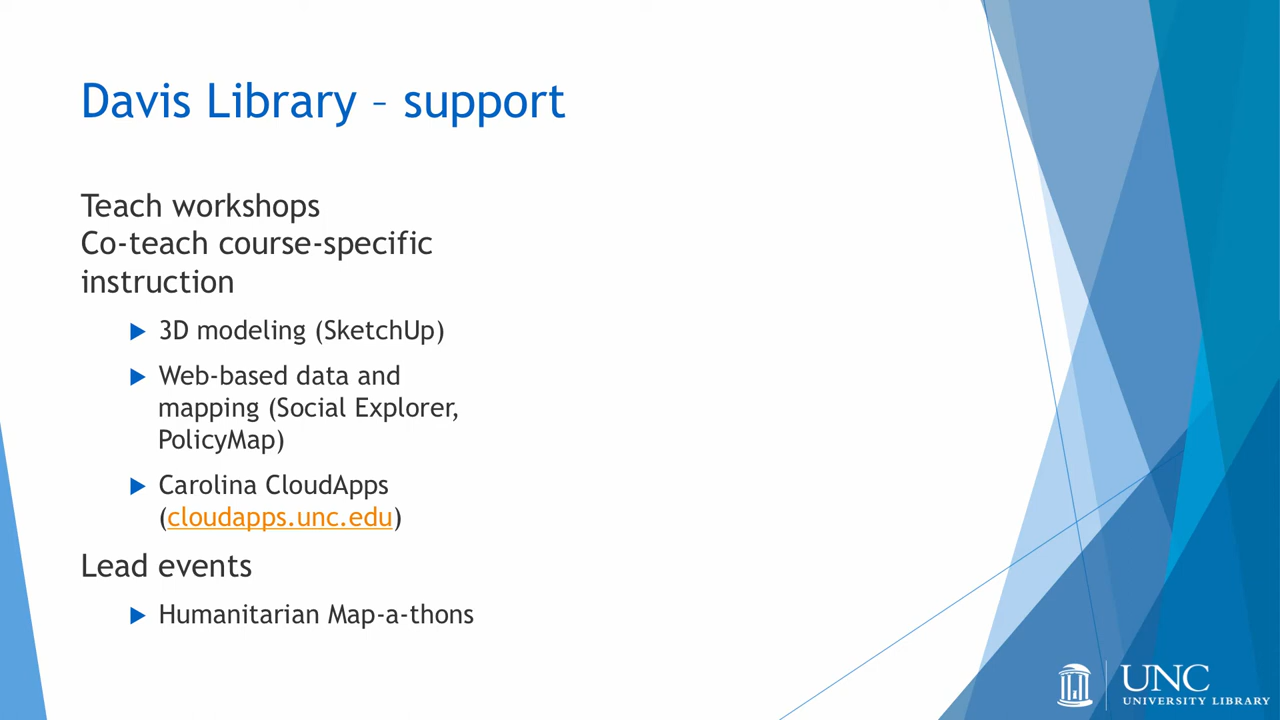 Davis Library – support
Teach workshops
Co-teach course-specific
instruction
3D modeling (SketchUp)
Web-based data and
mapping (Social Explorer,
PolicyMap)
Carolina CloudApps
(cloudapps.unc.edu)
Lead events
Humanitarian Map-a-thons
UNC
UNIVERSITY LIBRARY